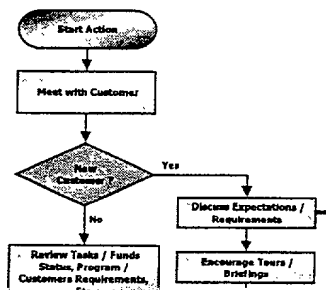 Start Action
Meet with Customer
New
Customer?
Yes
No
Discuss Expectations /
Requirements
Review Tasks / Funds
Status, Program /
Customers Requirements,
Encourage Tours /
Briefings